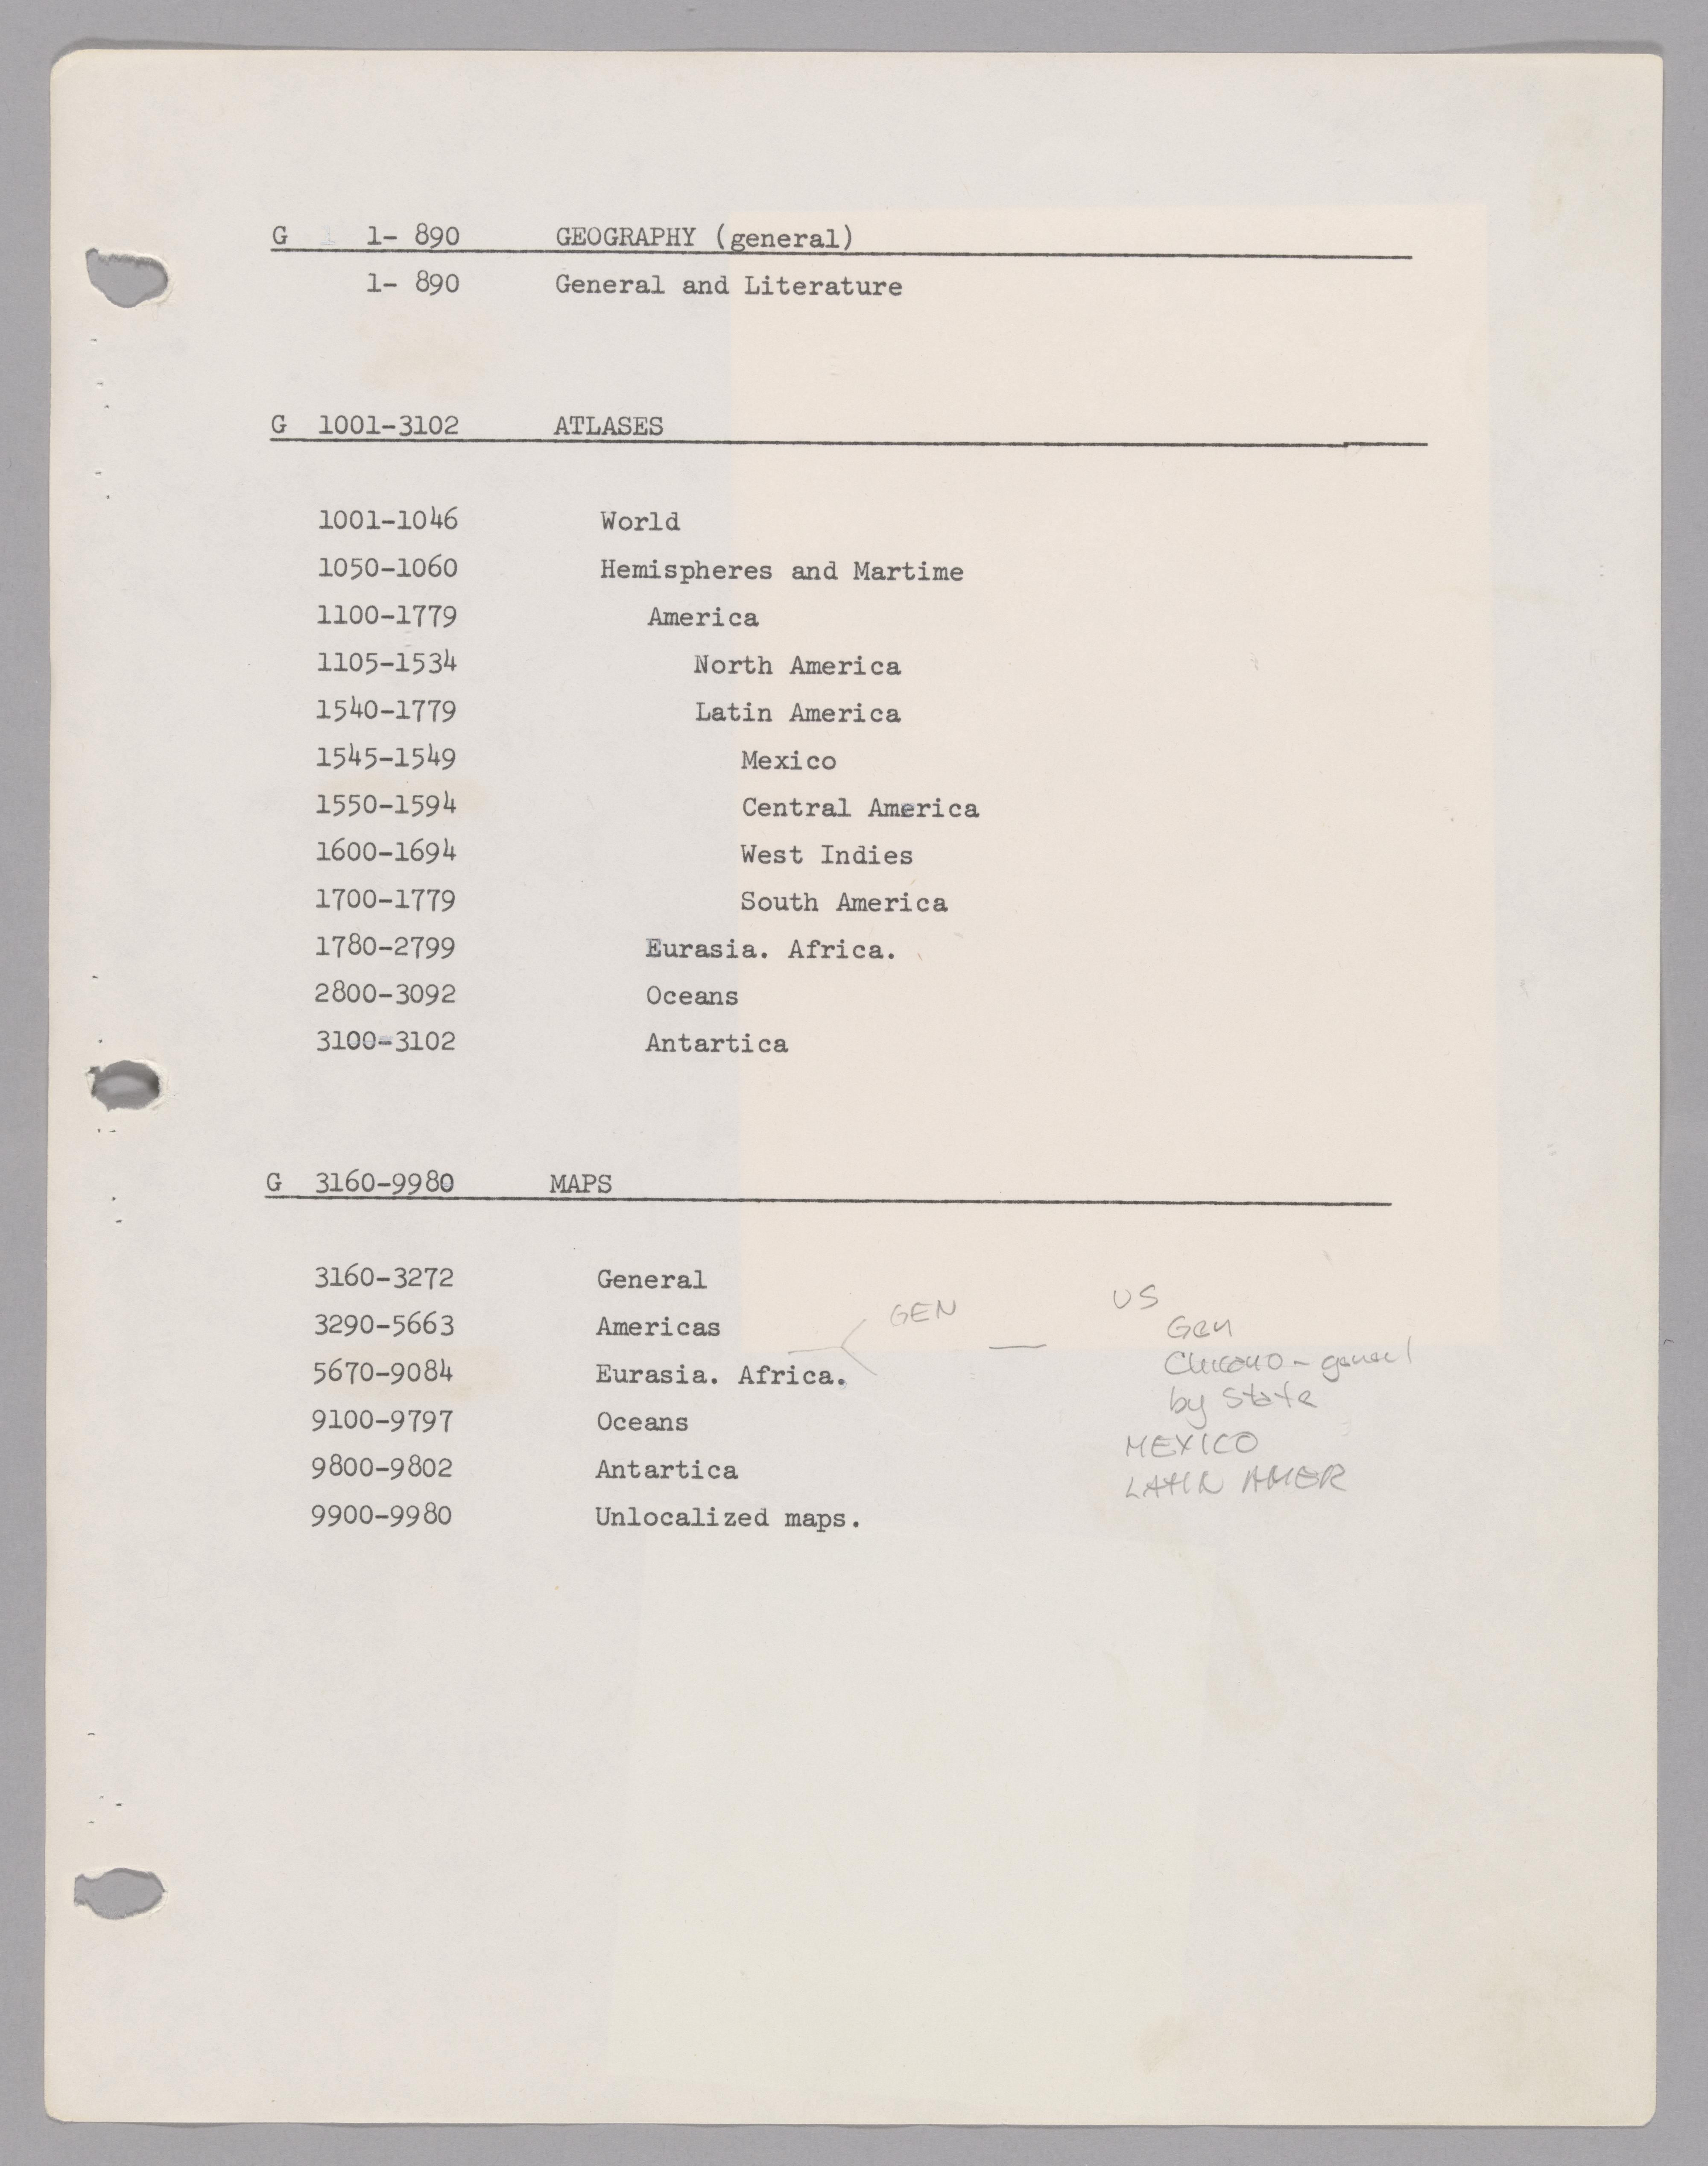 G 1- 890 GEOGRAPHY (general)
1- 890 General and Literature
G 1001-3102 ATLASES
1001-1046 World
1050-1060 Hemispheres and Martime
1100-1779 America
1105-1534 North America
1540-1779 Latin America
1545-1549 Mexico
1550-1594 Central America
1600-1694 West Indies
1700-1779 South America
1780-2799 Eurasia. Africa.
2800-3092 Oceans
3100-3102 Antartica
G 3160-9980 MAPS
3160-3272 General
3290-5663 Americas
5670-9084 Eurasia. Africa.
9100-9797 Oceans
9800-9802 Antartica
9900-9980 Unlocalized maps.
GEN
US
Gen
Chicano - general
by State
MEXICO
LATIN AMER